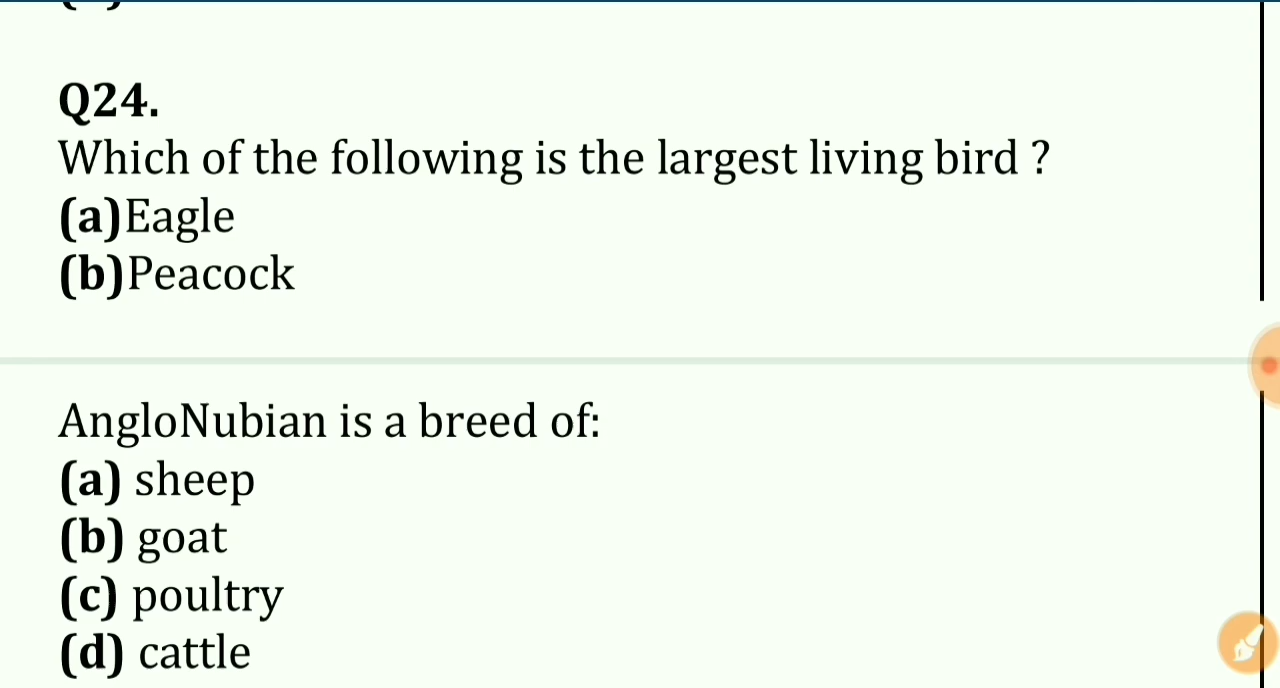 Q24.
Which of the following is the largest living bird ?
(a)Eagle
(b)Peacock
AngloNubian is a breed of:
(a) sheep
(b) goat
(c) poultry
(d) cattle